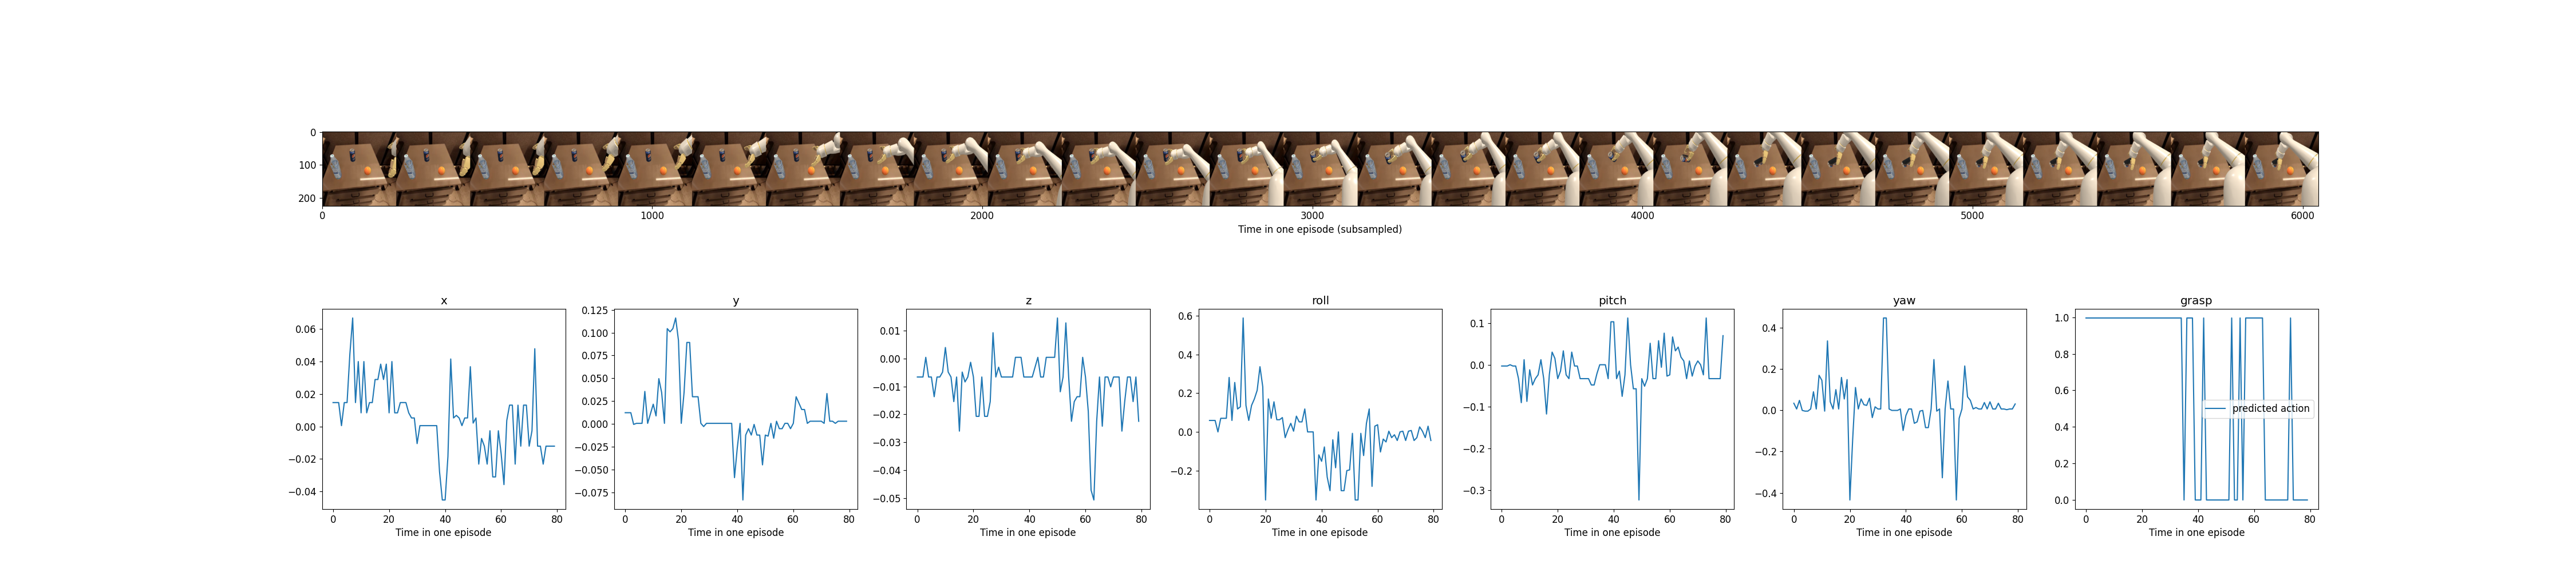 0
100
200
0 1000 2000 3000 4000 5000 6000
Time in one episode (subsampled)
x
0.06
0.04
0.02
0.00
−0.02
−0.04
0 20 40 60 80
Time in one episode
y
0.125
0.100
0.075
0.050
0.025
0.000
−0.025
−0.050
−0.075
0 20 40 60 80
Time in one episode
z
0.01
0.00
−0.01
−0.02
−0.03
−0.04
−0.05
0 20 40 60 80
Time in one episode
roll
0.6
0.4
0.2
0.0
−0.2
0 20 40 60 80
Time in one episode
pitch
0.1
0.0
−0.1
−0.2
−0.3
0 20 40 60 80
Time in one episode
yaw
0.4
0.2
0.0
−0.2
−0.4
0 20 40 60 80
Time in one episode
grasp
1.0
0.8
0.6
0.4
0.2
0.0
predicted action
0 20 40 60 80
Time in one episode